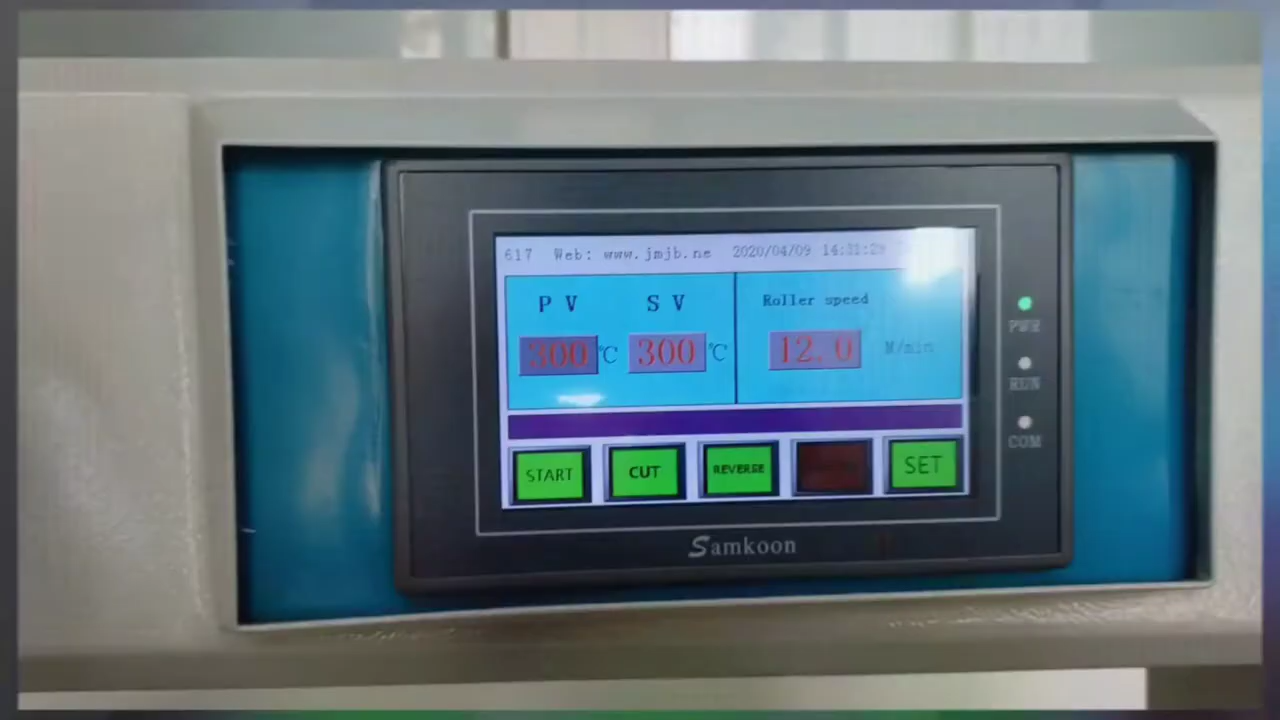 617 Web: www.jmjb.ne 2020/04/09
P V S V Roller speed
300 ℃ 300 ℃ 12.0 M/min
START CUT REVERSE SET
PWR
RUN
COM
Samkoon